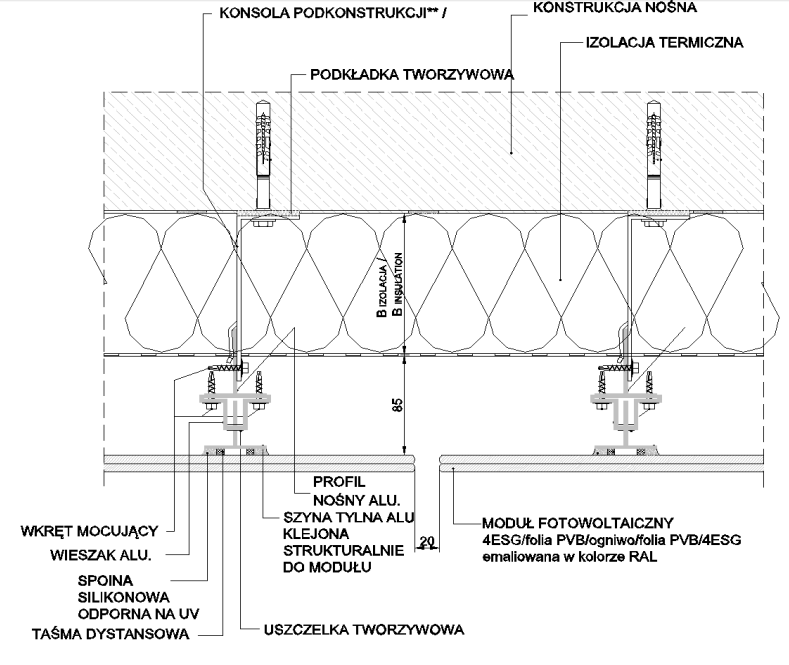 KONSOLA PODKONSTRUKCJI** /
KONSTRUKCJA NOŚNA
IZOLACJA TERMICZNA
PODKŁADKA TWORZYWOWA
B IZOLACJA /
B INSULATION
85
20
PROFIL
NOŚNY ALU.
SZYNA TYLNA ALU
KLEJONA
STRUKTURALNIE
DO MODUŁU
MODUŁ FOTOWOLTAICZNY
4ESG/folia PVB/ogniwo/folia PVB/4ESG
emaliowana w kolorze RAL
WKRĘT MOCUJĄCY
WIESZAK ALU.
SPOINA
SILIKONOWA
ODPORNA NA UV
TAŚMA DYSTANSOWA
USZCZELKA TWORZYWOWA